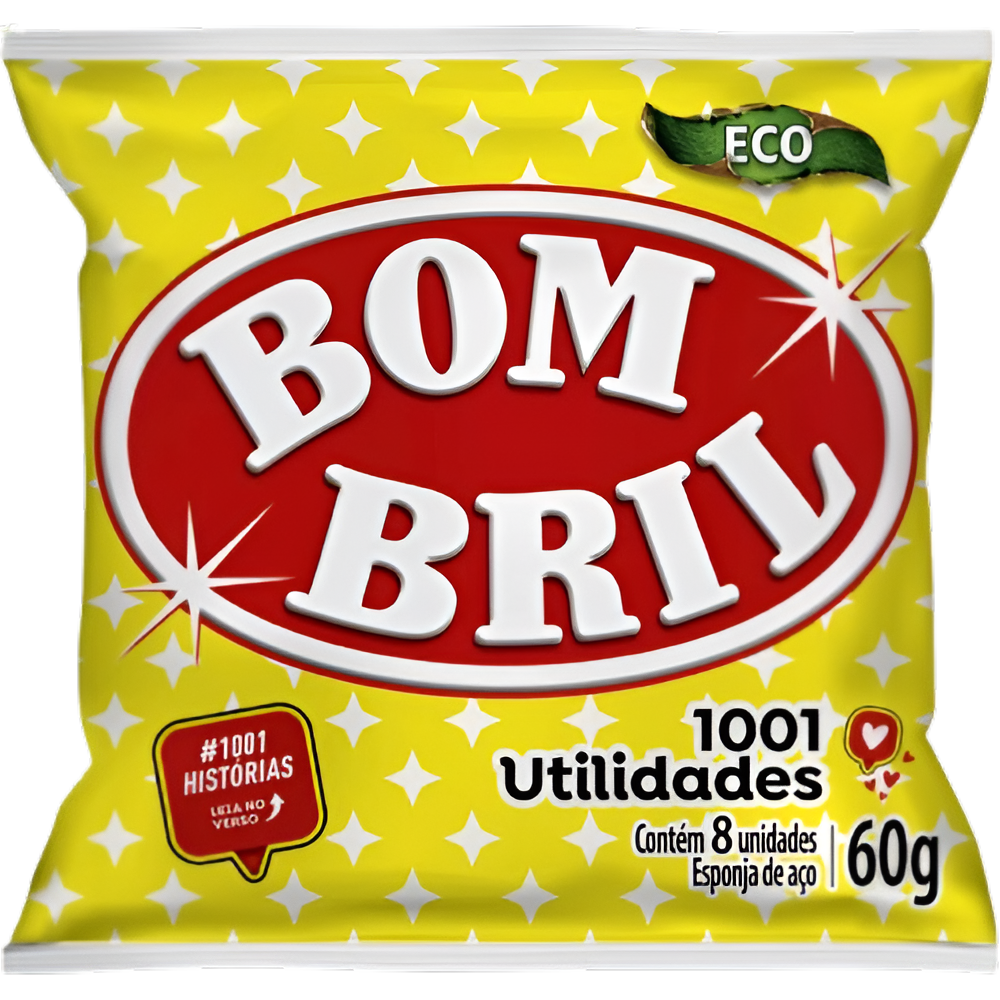 ECO
BOM
BRIL
#1001
HISTÓRIAS
LEIA NO
VERSO
1001
Utilidades
Contém 8 unidades
Esponja de aço
60g